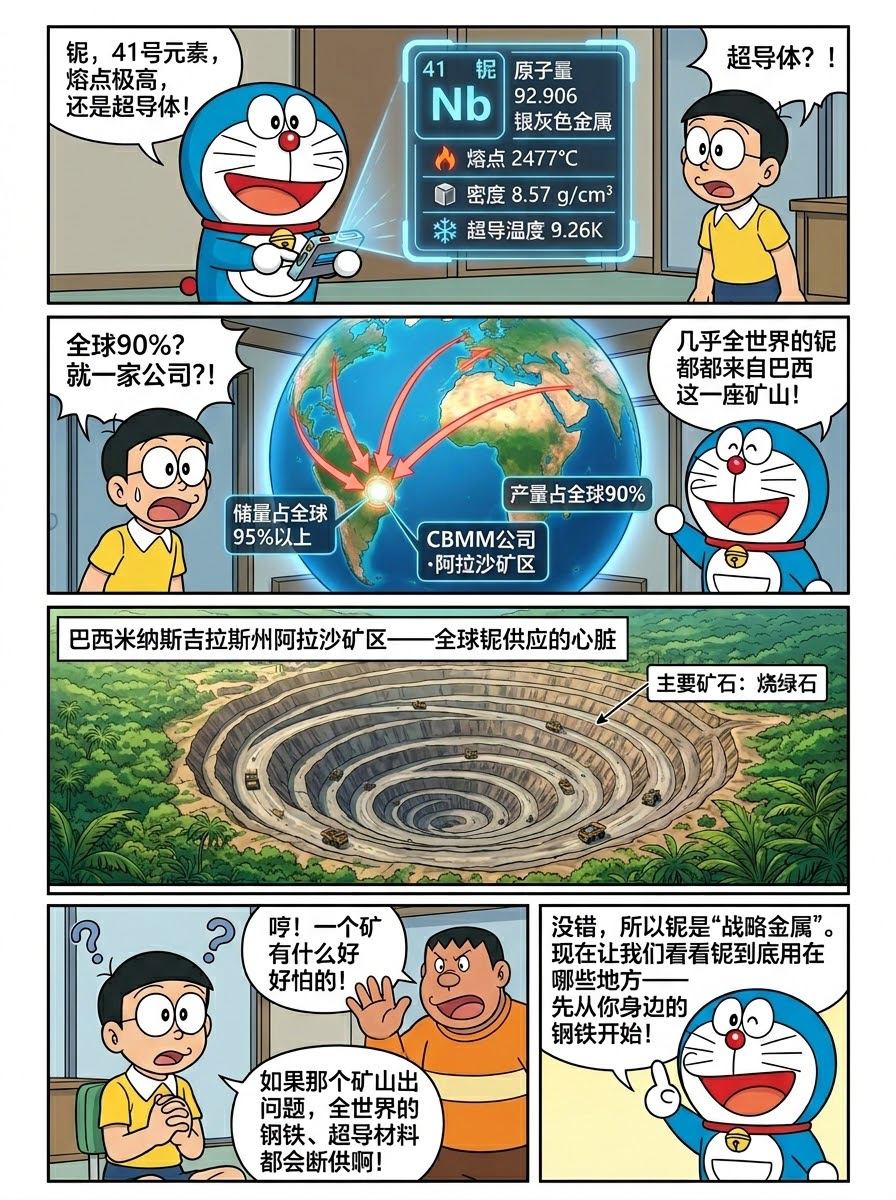 铌，41号元素，
熔点极高，
还是超导体！
41 铌
Nb
原子量
92.906
银灰色金属
熔点 2477°C
密度 8.57 g/cm³
超导温度 9.26K
超导体？！
全球90%？
就一家公司?!
几乎全世界的铌
都都来自巴西
这一座矿山！
储量占全球
95%以上
CBMM公司
·阿拉沙矿区
产量占全球90%
巴西米纳斯吉拉斯州阿拉沙矿区——全球铌供应的心脏
主要矿石：烧绿石
哼！一个矿
有什么好
好怕的！
如果那个矿山出
问题，全世界的
钢铁、超导材料
都会断供啊！
没错，所以铌是“战略金属”。
现在让我们看看铌到底用在
哪些地方——
先从你身边的
钢铁开始！